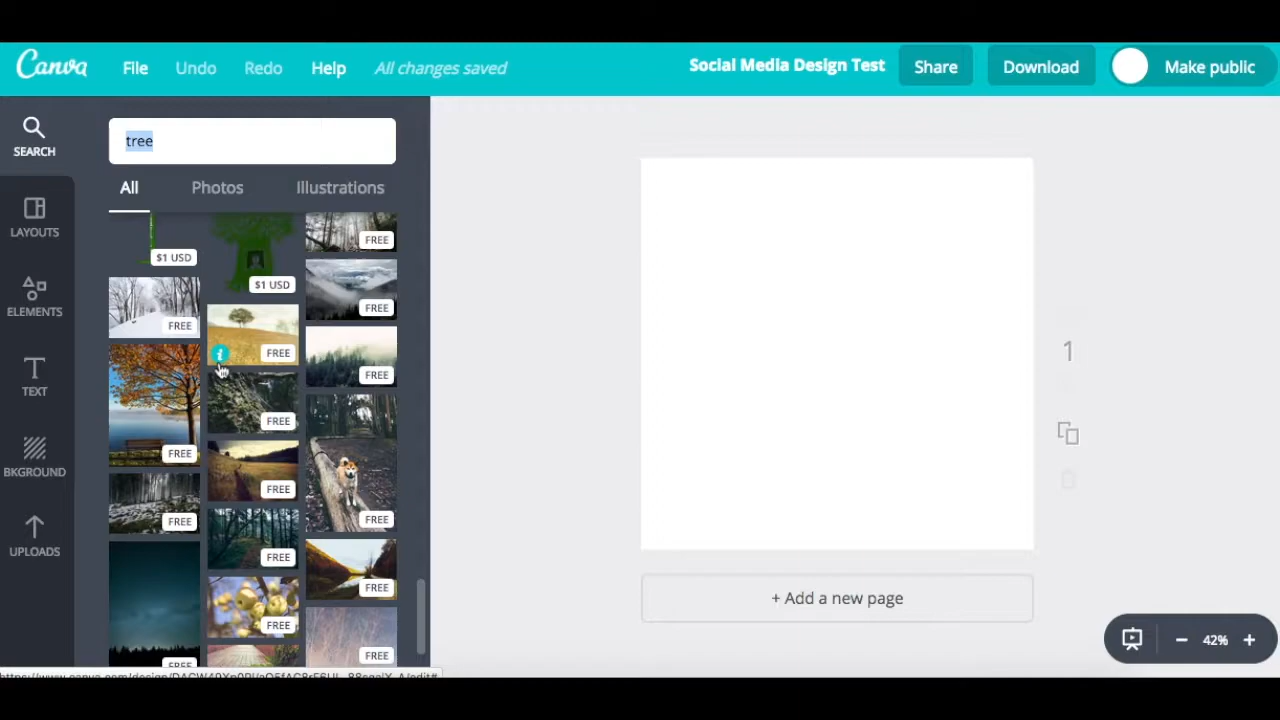 Canva
File
Undo
Redo
Help
All changes saved
Social Media Design Test
Share
Download
Make public
SEARCH
LAYOUTS
ELEMENTS
TEXT
BKGROUND
UPLOADS
tree
All
Photos
Illustrations
$1 USD
FREE
FREE
FREE
FREE
$1 USD
FREE
FREE
FREE
FREE
FREE
FREE
FREE
FREE
FREE
FREE
FREE
FREE
1
+ Add a new page
42%